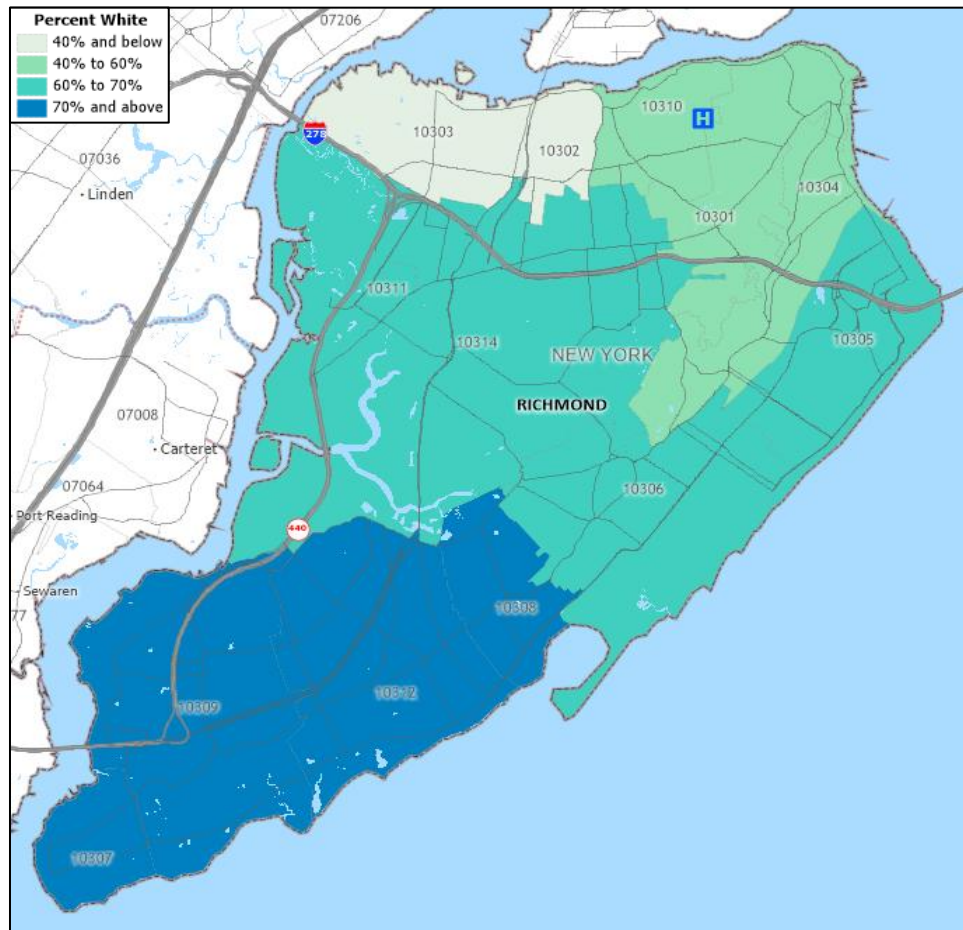 Percent White
40% and below
40% to 60%
60% to 70%
70% and above
07206
07036
Linden
278
10303
10302
10310
H
10304
10301
10311
10314
NEW YORK
10305
RICHMOND
07008
Carteret
07064
Port Reading
10306
440
Sewaren
77
10308
10309
10312
10307